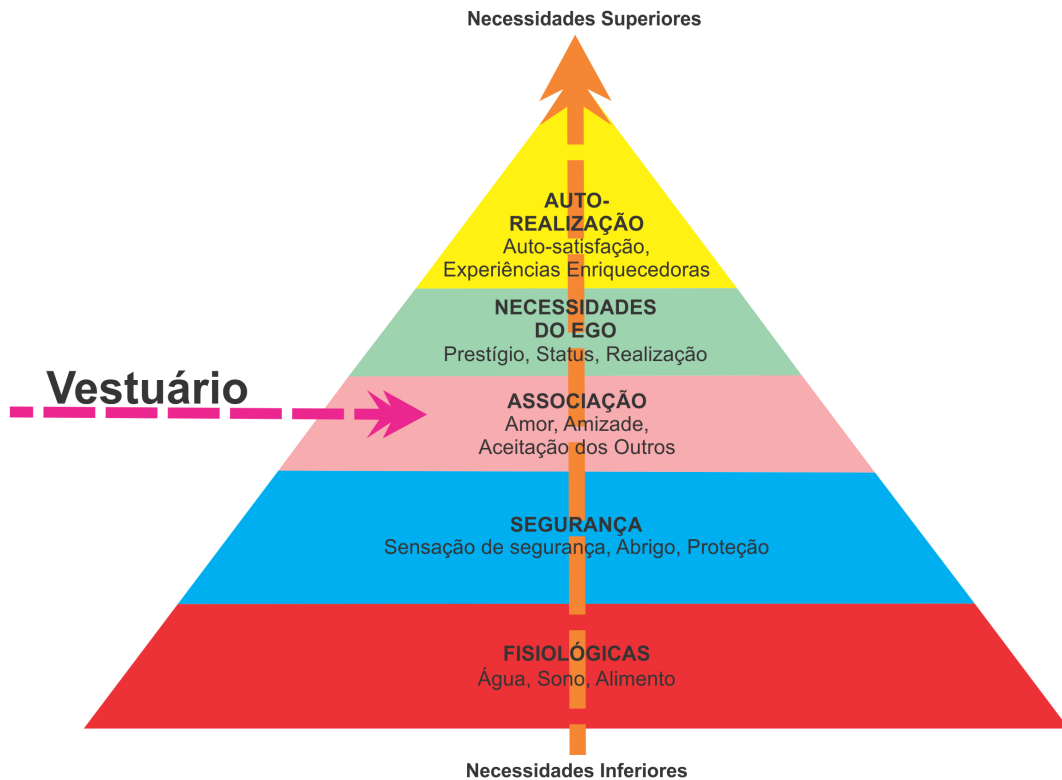 Necessidades Superiores
AUTO-
REALIZAÇÃO
Auto-satisfação,
Experiências Enriquecedoras
NECESSIDADES
DO EGO
Prestígio, Status, Realização
Vestuário
ASSOCIAÇÃO
Amor, Amizade,
Aceitação dos Outros
SEGURANÇA
Sensação de segurança, Abrigo, Proteção
FISIOLÓGICAS
Água, Sono, Alimento
Necessidades Inferiores